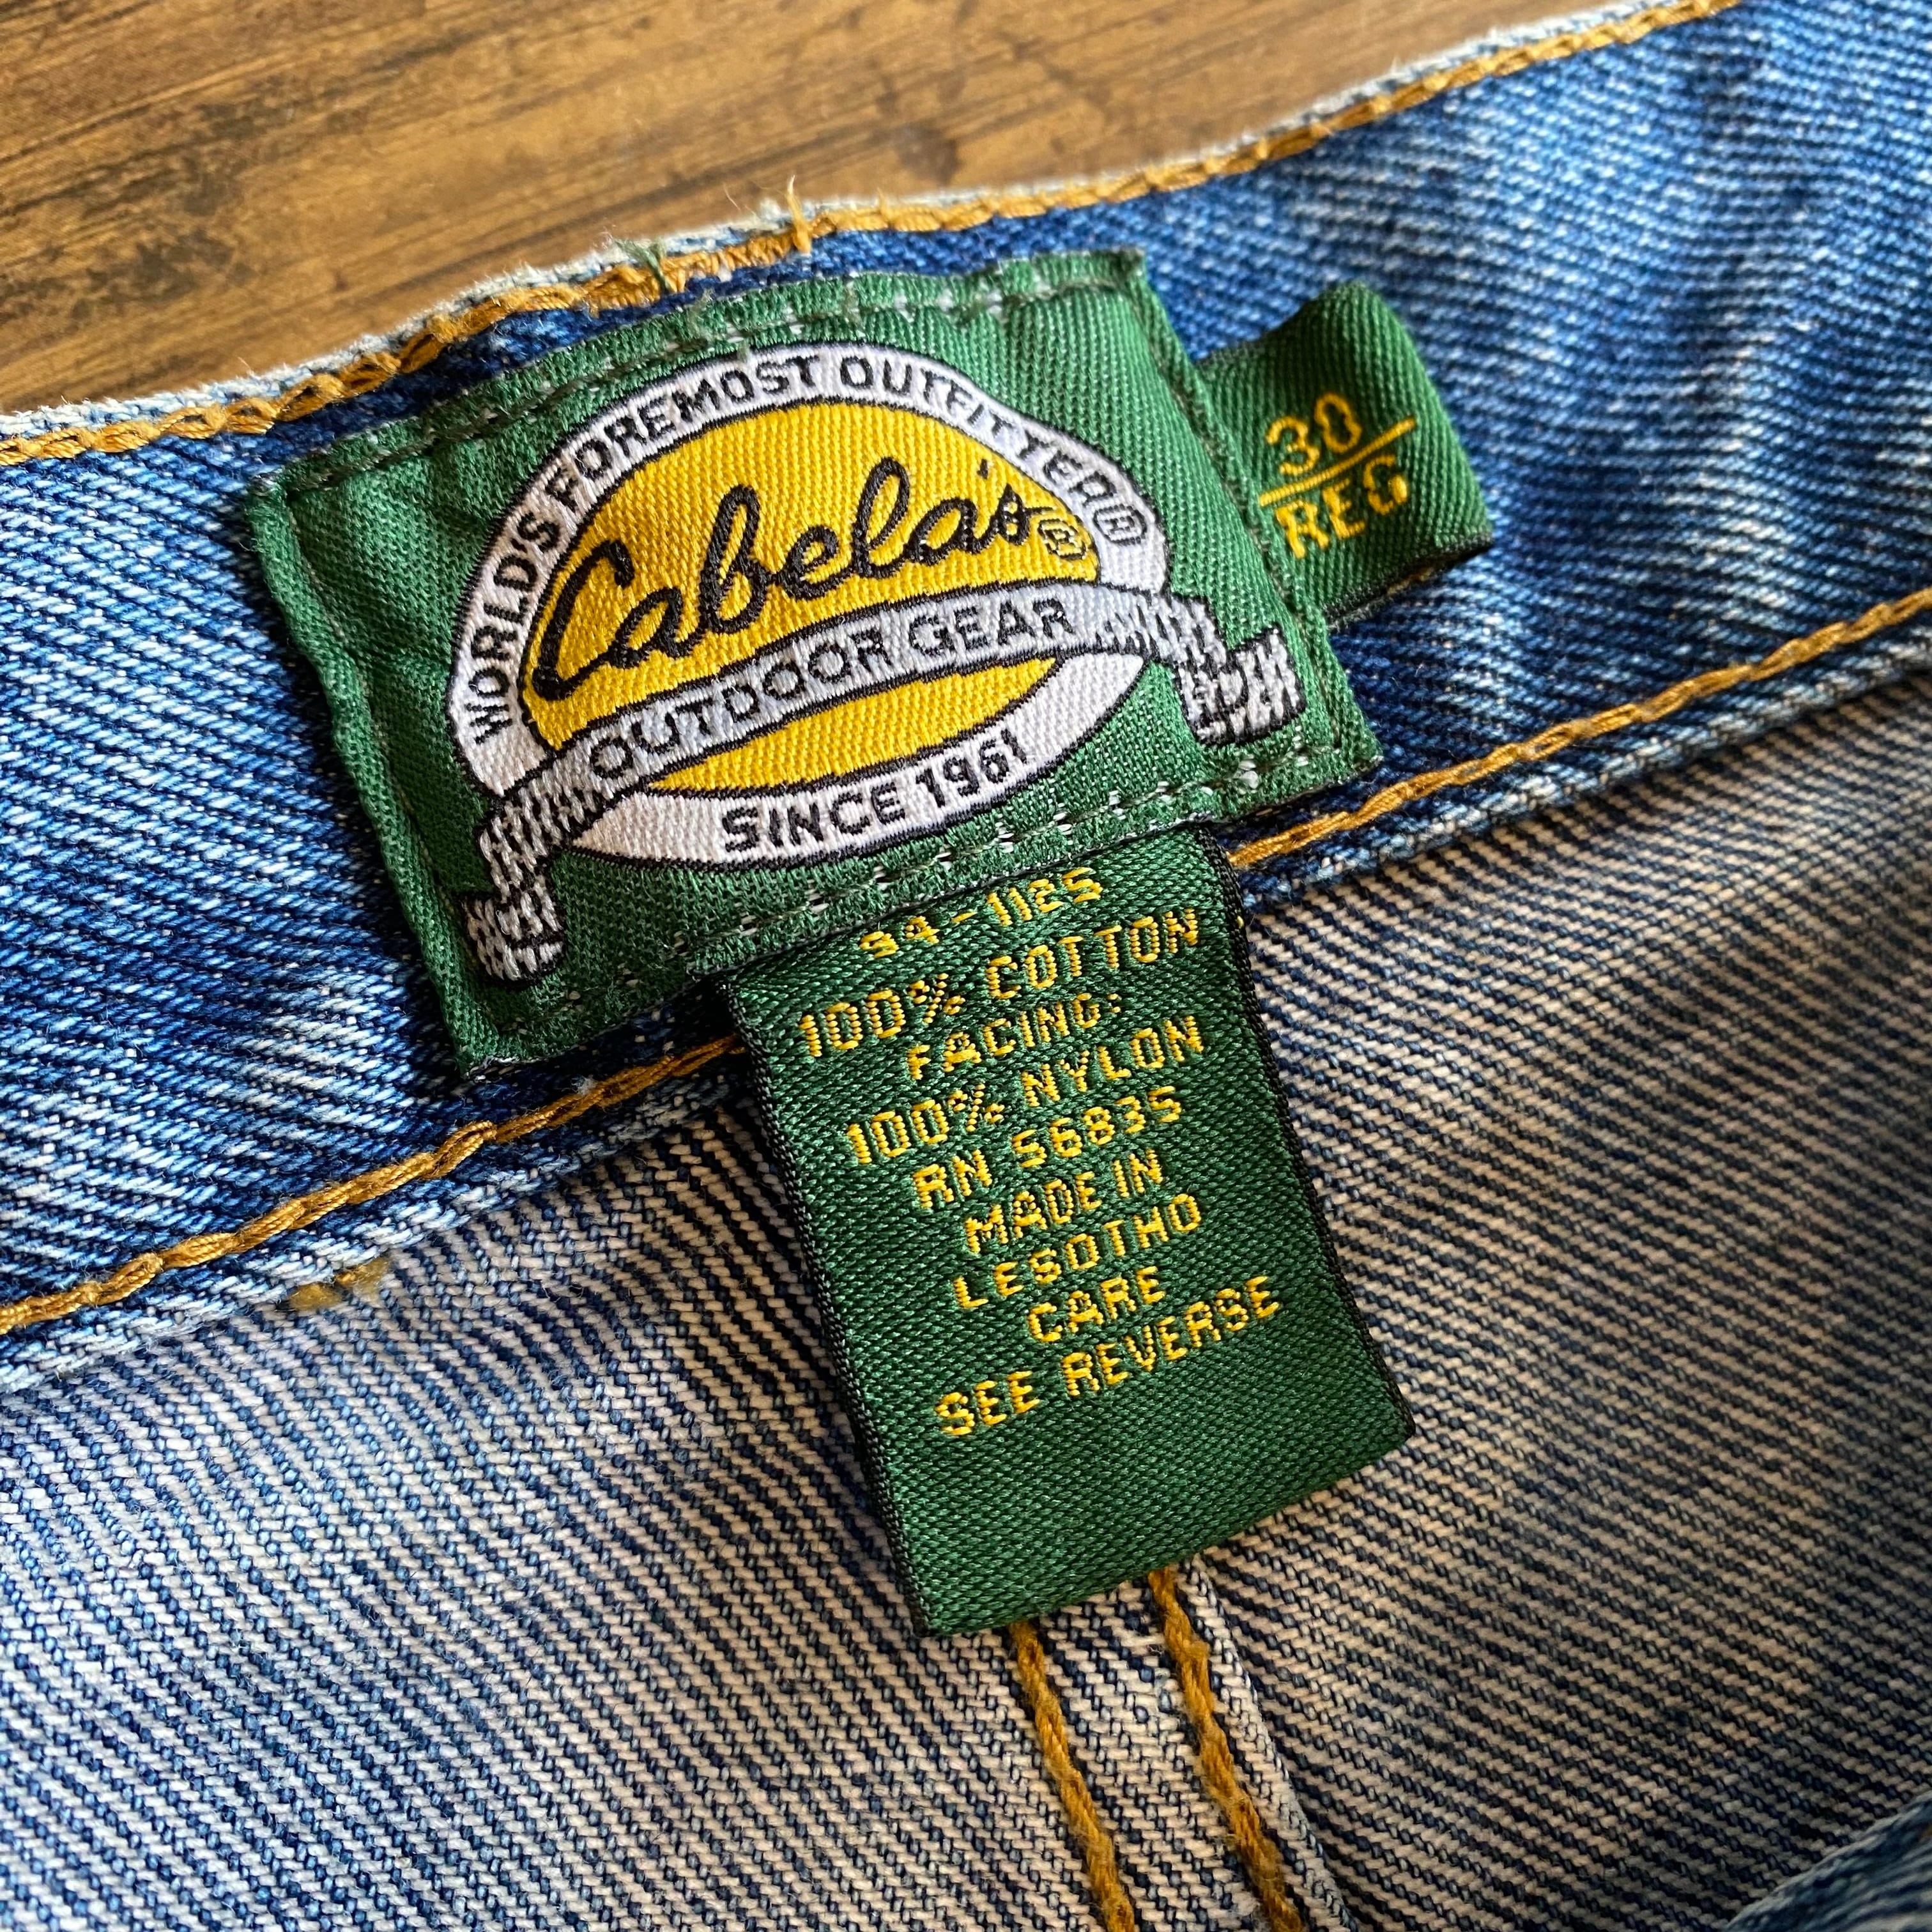 WORLD'S FOREMOST OUTFITTER®
Cabela's®
OUTDOOR GEAR
SINCE 1961
30
REG
94-1125
100% COTTON
FACING:
100% NYLON
RN 56835
MADE IN
LESOTHO
CARE
SEE REVERSE